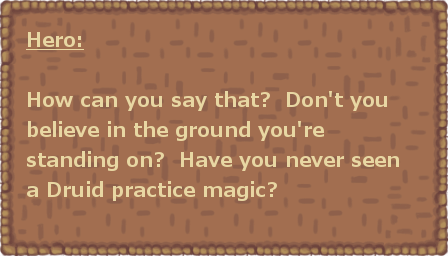 Hero:
How can you say that?  Don't you
believe in the ground you're
standing on?  Have you never seen
a Druid practice magic?